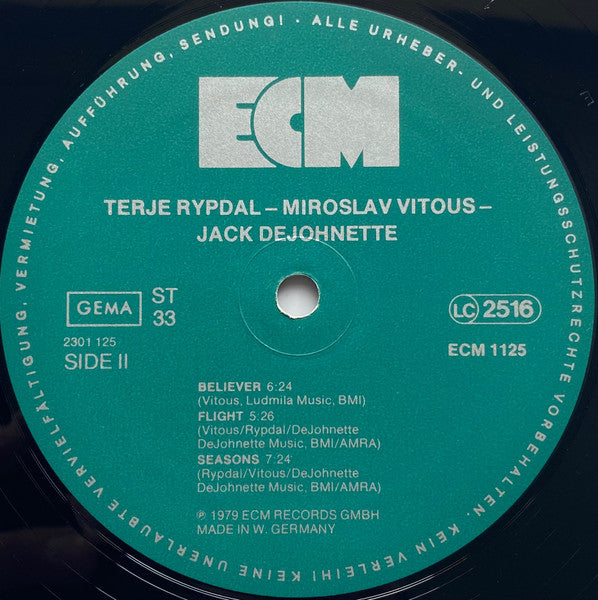 ALLE URHEBER- UND LEISTUNGSSCHUTZRECHTE VORBEHALTEN. KEIN VERLEIH! KEINE UNERLAUBTE VERVIELFÄLTIGUNG, VERMIETUNG, AUFFÜHRUNG, SENDUNG! ·
ECM
TERJE RYPDAL – MIROSLAV VITOUS –
JACK DEJOHNETTE
GEMA
ST
33
2301 125
SIDE II
LC 2516
ECM 1125
BELIEVER 6:24
(Vitous, Ludmila Music, BMI)
FLIGHT 5:26
(Vitous/Rypdal/DeJohnette
DeJohnette Music, BMI/AMRA)
SEASONS 7:24
(Rypdal/Vitous/DeJohnette
DeJohnette Music, BMI/AMRA)
℗ 1979 ECM RECORDS GMBH
MADE IN W. GERMANY